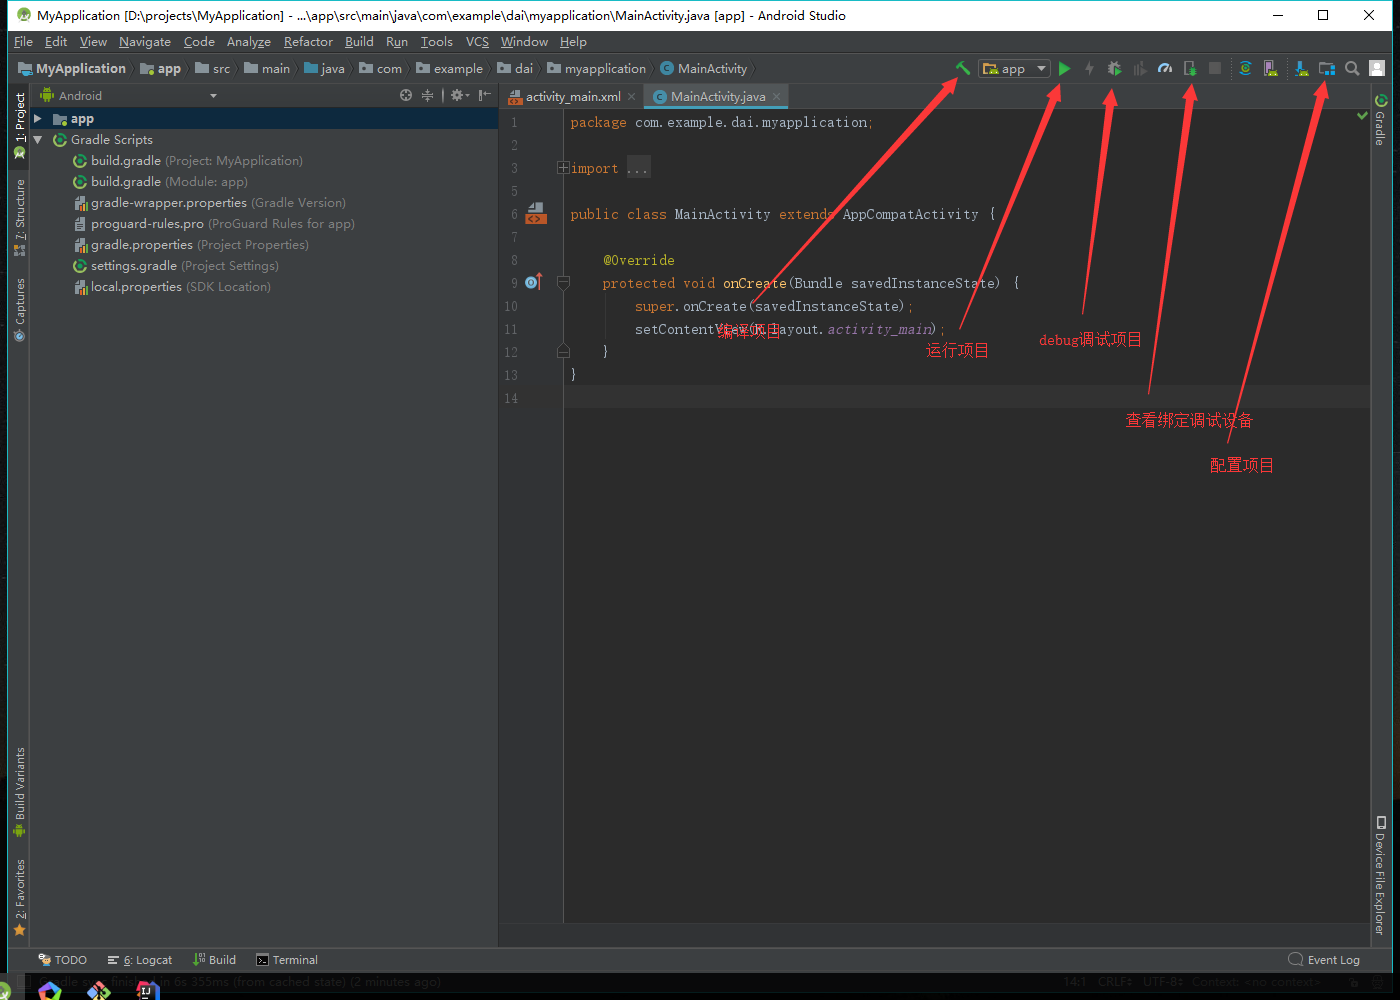 MyApplication [D:\projects\MyApplication] - ...\app\src\main\java\com\example\dai\myapplication\MainActivity.java [app] - Android Studio
File Edit View Navigate Code Analyze Refactor Build Run Tools VCS Window Help
MyApplication app src main java com example dai myapplication MainActivity app
1: Project
7: Structure
Captures
Build Variants
2: Favorites
Android
app
Gradle Scripts
build.gradle (Project: MyApplication)
build.gradle (Module: app)
gradle-wrapper.properties (Gradle Version)
proguard-rules.pro (ProGuard Rules for app)
gradle.properties (Project Properties)
settings.gradle (Project Settings)
local.properties (SDK Location)
activity_main.xml MainActivity.java
1 package com.example.dai.myapplication;
2
3 import ...
5
6 public class MainActivity extends AppCompatActivity {
7
8 @Override
9 protected void onCreate(Bundle savedInstanceState) {
10 super.onCreate(savedInstanceState);
11 setContentView(R.layout.activity_main);
12 }
13 }
14
编译项目
运行项目
debug调试项目
查看绑定调试设备
配置项目
Gradle
Device File Explorer
TODO 6: Logcat Build Terminal Event Log
Gradle sync finished in 6s 355ms (from cached state) (2 minutes ago) 14:1 CRLF UTF-8 Context: <no context>